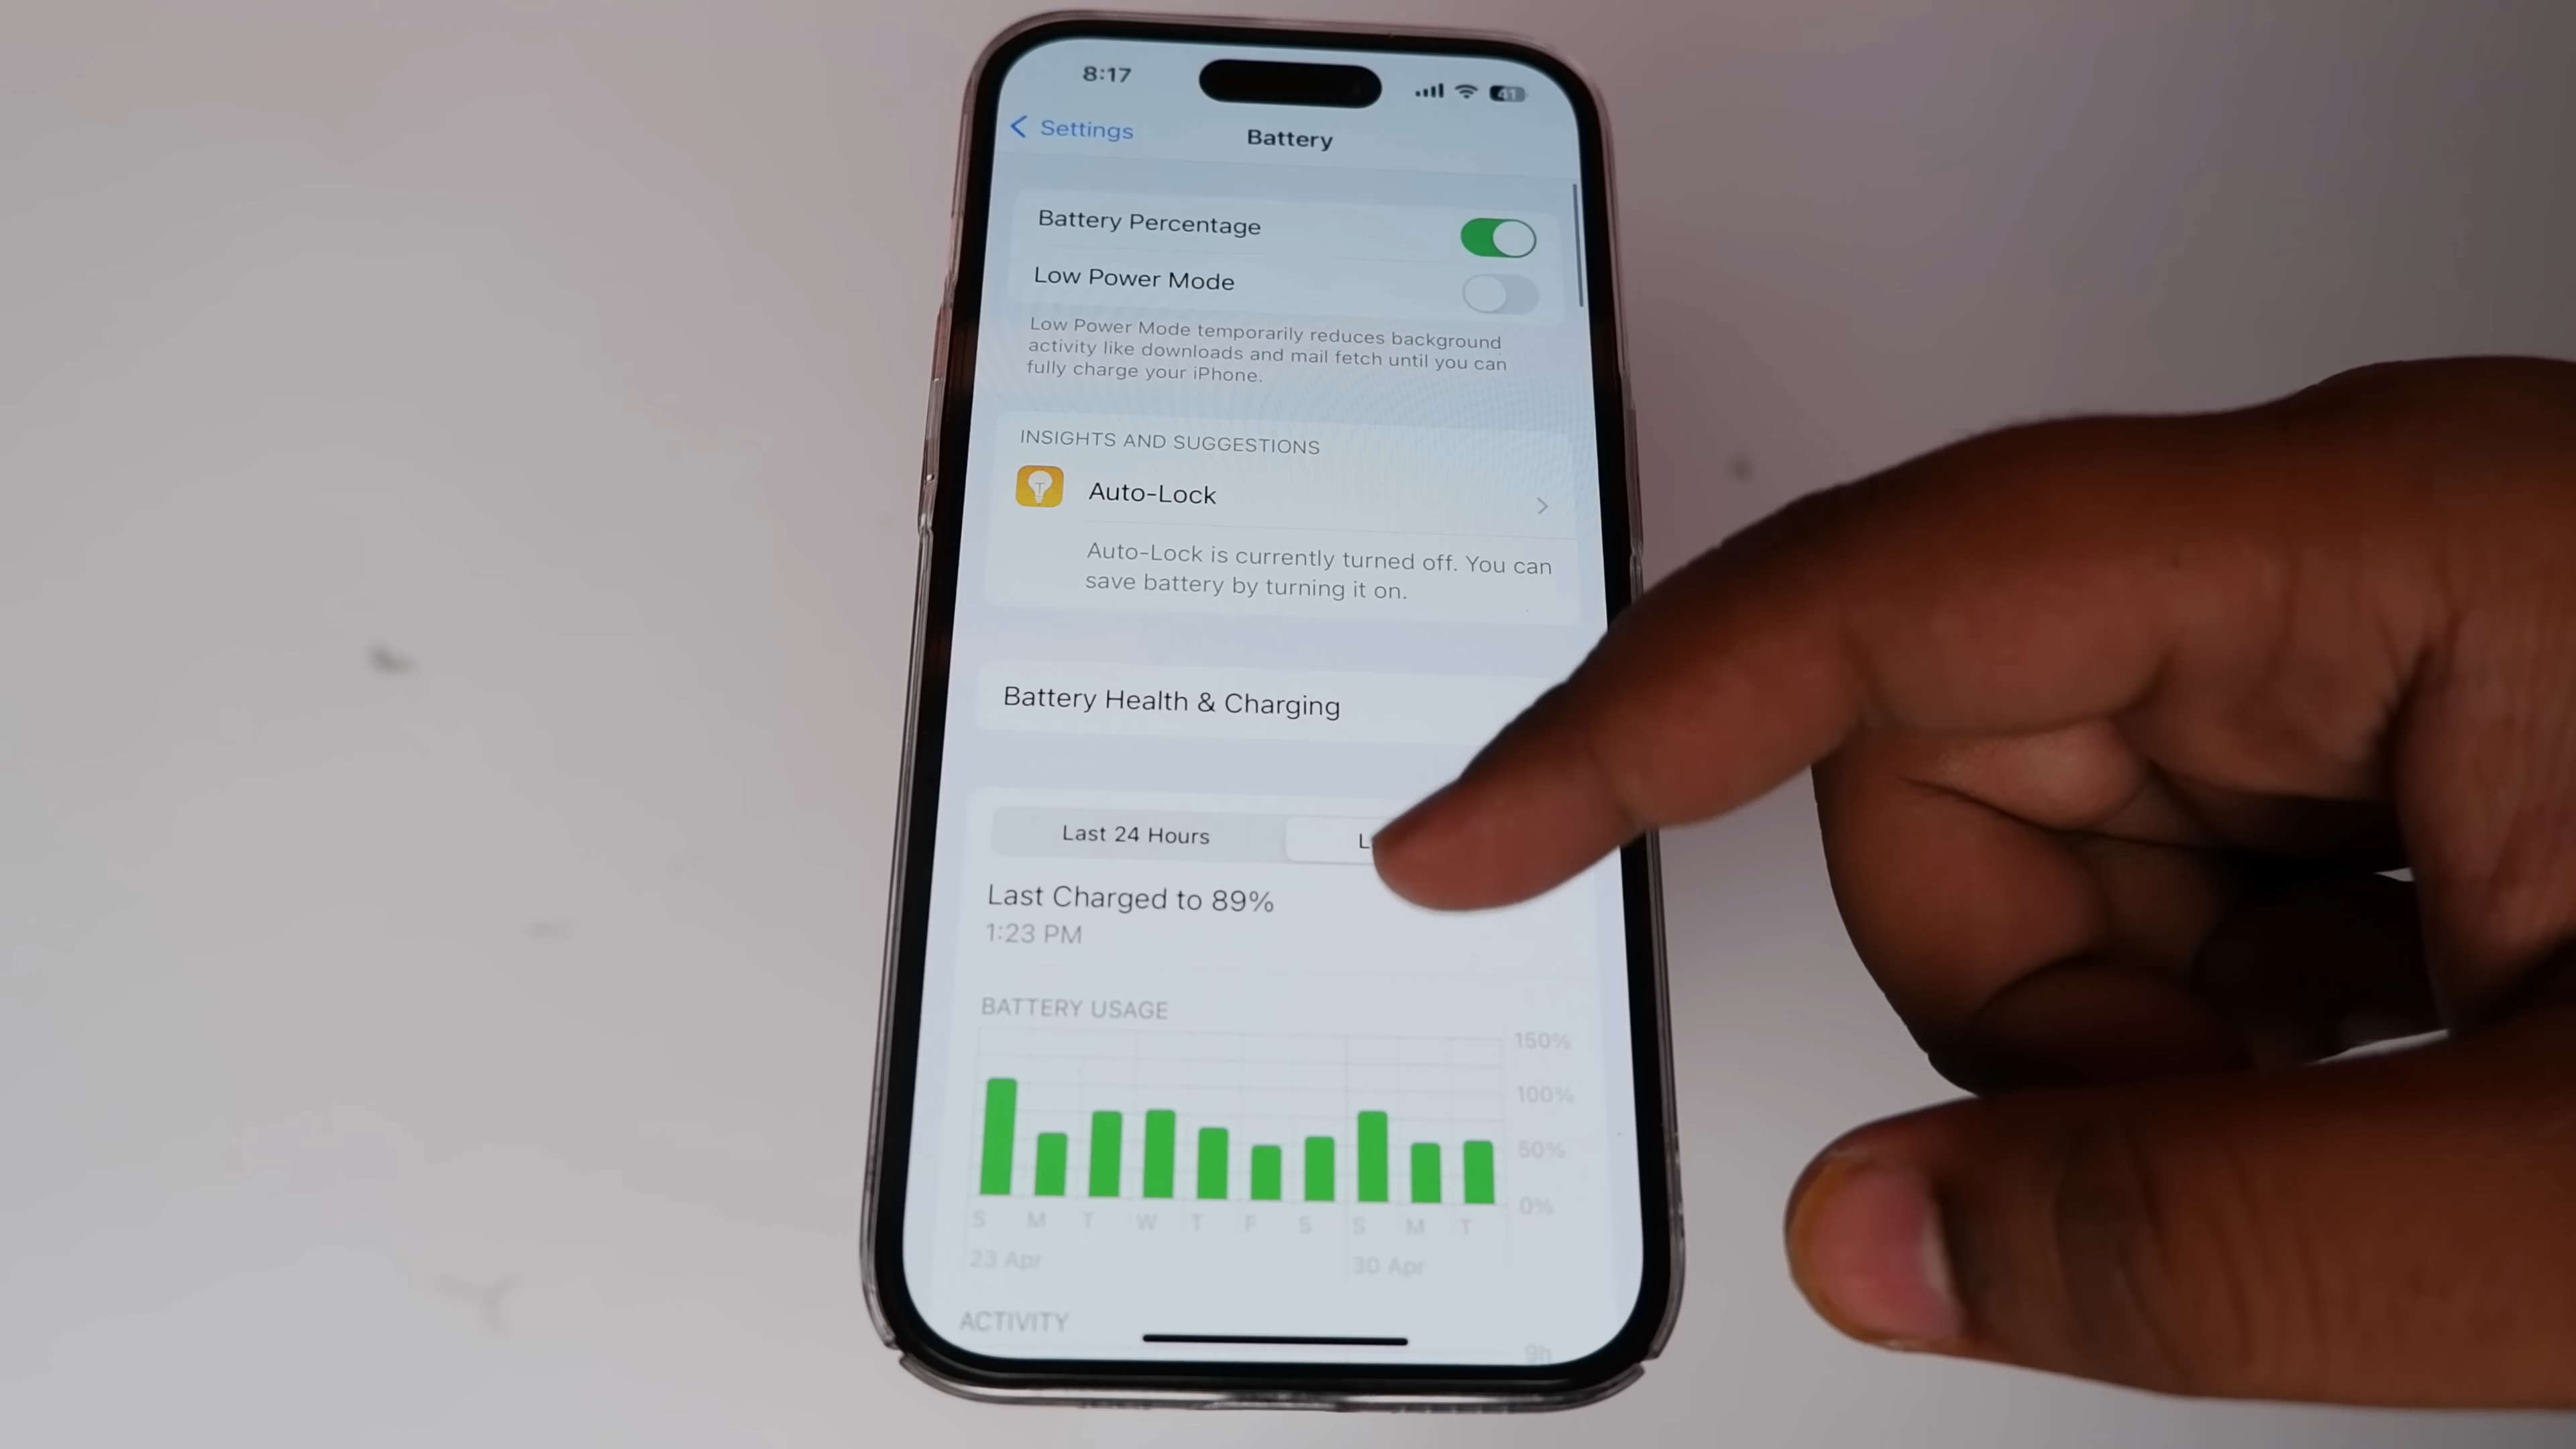 8:17
41
Settings
Battery
Battery Percentage
Low Power Mode
Low Power Mode temporarily reduces background
activity like downloads and mail fetch until you can
fully charge your iPhone.
INSIGHTS AND SUGGESTIONS
Auto-Lock
Auto-Lock is currently turned off. You can
save battery by turning it on.
Battery Health & Charging
Last 24 Hours
Last Charged to 89%
1:23 PM
BATTERY USAGE
150%
100%
50%
0%
S M T W T F S S M T
23 Apr 30 Apr
ACTIVITY
9h